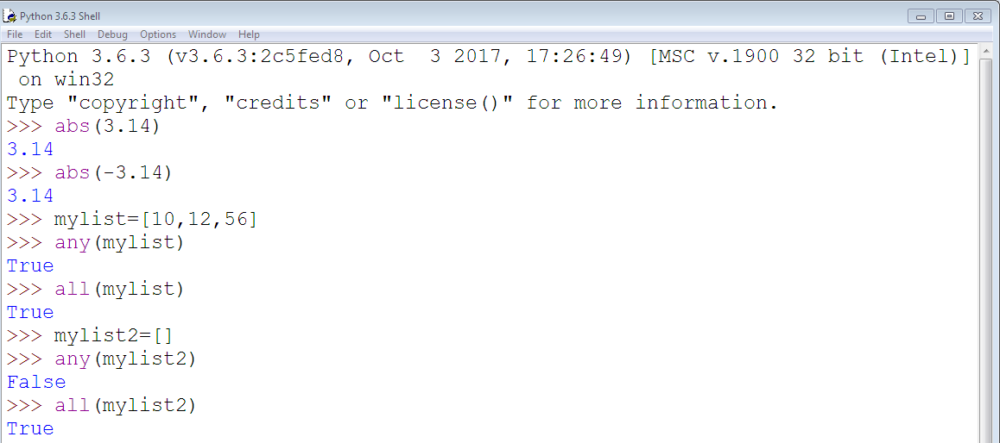 Python 3.6.3 Shell
File Edit Shell Debug Options Window Help
Python 3.6.3 (v3.6.3:2c5fed8, Oct  3 2017, 17:26:49) [MSC v.1900 32 bit (Intel)]
 on win32
Type "copyright", "credits" or "license()" for more information.
>>> abs(3.14)
3.14
>>> abs(-3.14)
3.14
>>> mylist=[10,12,56]
>>> any(mylist)
True
>>> all(mylist)
True
>>> mylist2=[]
>>> any(mylist2)
False
>>> all(mylist2)
True